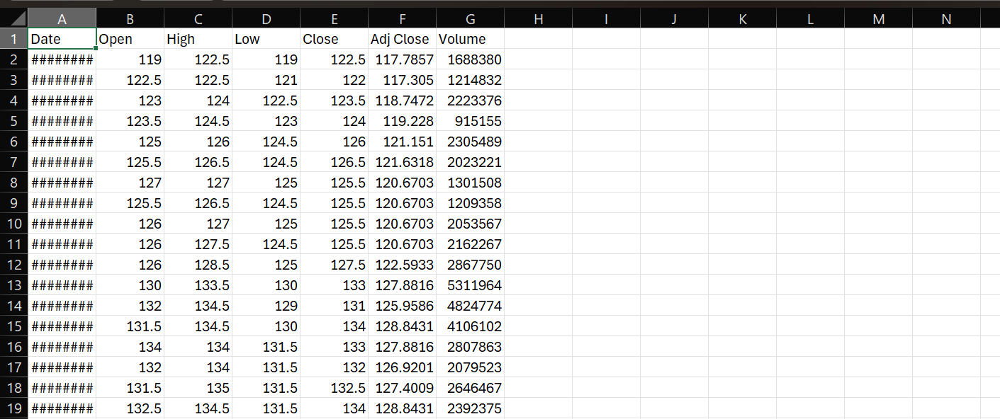 A B C D E F G H I J K L M N
1 Date Open High Low Close Adj Close Volume
2 ######## 119 122.5 119 122.5 117.7857 1688380
3 ######## 122.5 122.5 121 122 117.305 1214832
4 ######## 123 124 122.5 123.5 118.7472 2223376
5 ######## 123.5 124.5 123 124 119.228 915155
6 ######## 125 126 124.5 126 121.151 2305489
7 ######## 125.5 126.5 124.5 126.5 121.6318 2023221
8 ######## 127 127 125 125.5 120.6703 1301508
9 ######## 125.5 126.5 124.5 125.5 120.6703 1209358
10 ######## 126 127 125 125.5 120.6703 2053567
11 ######## 126 127.5 124.5 125.5 120.6703 2162267
12 ######## 126 128.5 125 127.5 122.5933 2867750
13 ######## 130 133.5 130 133 127.8816 5311964
14 ######## 132 134.5 129 131 125.9586 4824774
15 ######## 131.5 134.5 130 134 128.8431 4106102
16 ######## 134 134 131.5 133 127.8816 2807863
17 ######## 132 134 131.5 132 126.9201 2079523
18 ######## 131.5 135 131.5 132.5 127.4009 2646467
19 ######## 132.5 134.5 131.5 134 128.8431 2392375